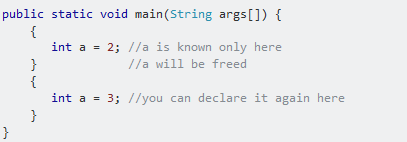 public static void main(String args[]) {
    {
       int a = 2; //a is known only here
    }             //a will be freed
    {
       int a = 3; //you can declare it again here
    }
}